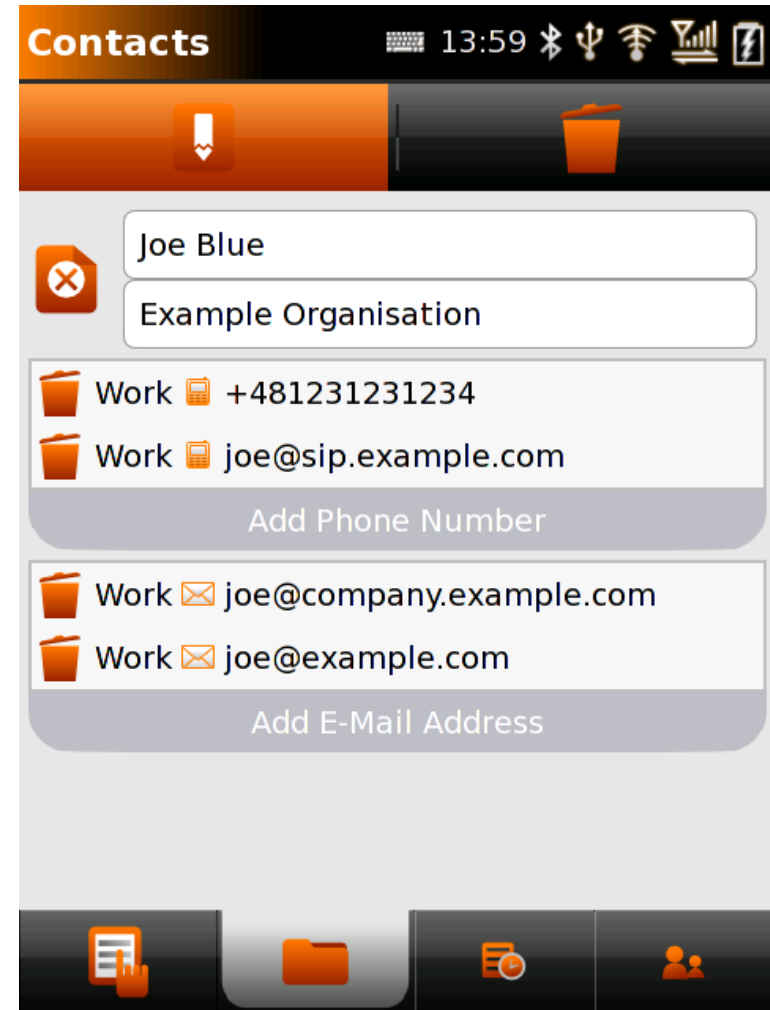 Contacts 13:59
Joe Blue
Example Organisation
Work +481231231234
Work joe@sip.example.com
Add Phone Number
Work joe@company.example.com
Work joe@example.com
Add E-Mail Address